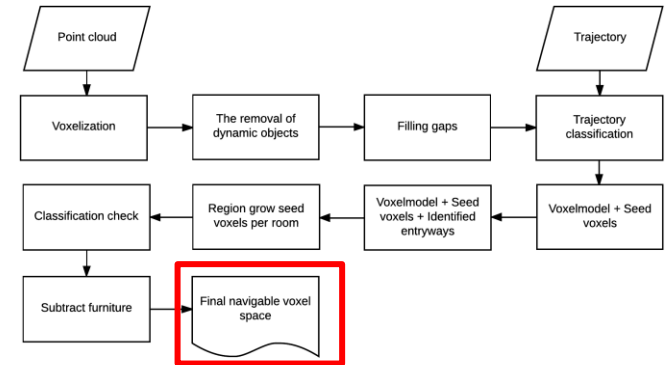 Point cloud
Trajectory
Voxelization
The removal of
dynamic objects
Filling gaps
Trajectory
classification
Classification check
Region grow seed
voxels per room
Voxelmodel + Seed
voxels + Identified
entryways
Voxelmodel + Seed
voxels
Subtract furniture
Final navigable voxel
space